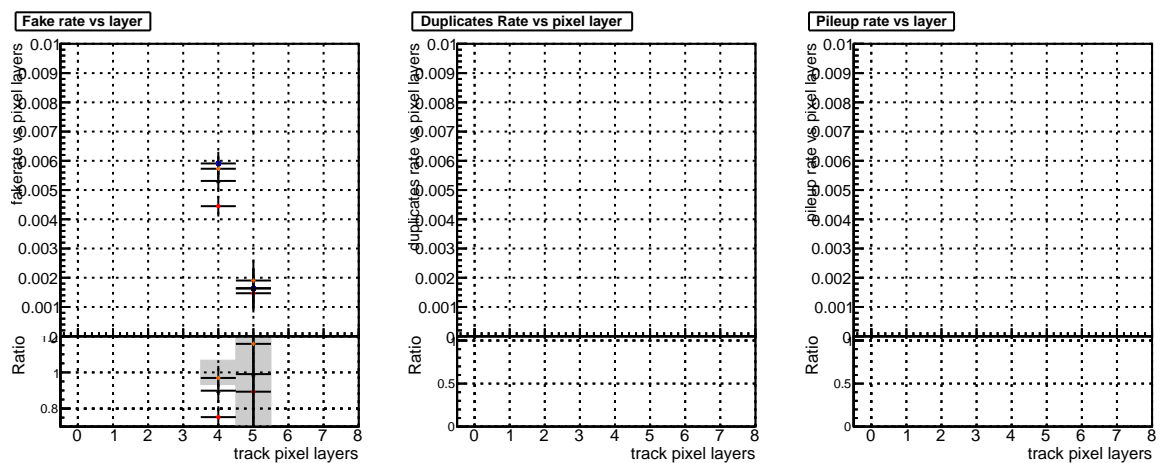 Fake rate vs layer
fakerate vs pixel layers
0.01
0.009
0.008
0.007
0.006
0.005
0.004
0.003
0.002
0.001
0
Ratio
1
0.8
0 1 2 3 4 5 6 7 8
track pixel layers
Duplicates Rate vs pixel layer
duplicates rate vs pixel layers
0.01
0.009
0.008
0.007
0.006
0.005
0.004
0.003
0.002
0.001
0
Ratio
1
0.5
0
0 1 2 3 4 5 6 7 8
track pixel layers
Pileup rate vs layer
pileup rate vs pixel layers
0.01
0.009
0.008
0.007
0.006
0.005
0.004
0.003
0.002
0.001
0
Ratio
1
0.5
0
0 1 2 3 4 5 6 7 8
track pixel layers